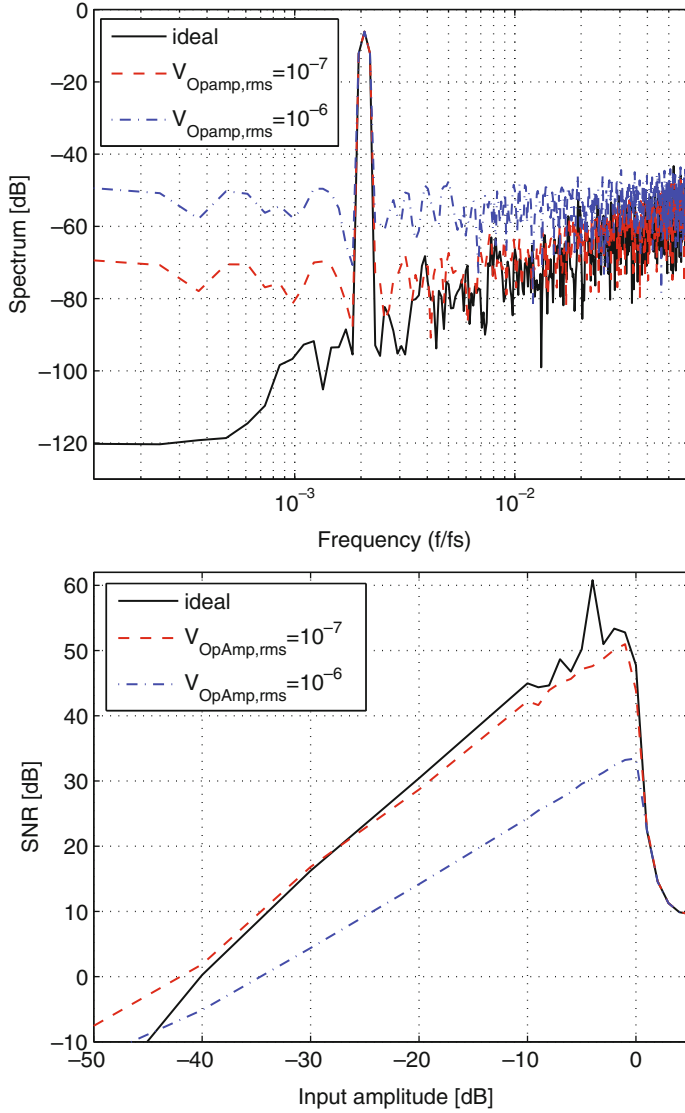 0
−20
−40
−60
−80
−100
−120
Spectrum [dB]
ideal
V_Opamp,rms=10^−7
V_Opamp,rms=10^−6
10^−3
10^−2
Frequency (f/fs)
60
50
40
30
20
10
0
−10
SNR [dB]
ideal
V_OpAmp,rms=10^−7
V_OpAmp,rms=10^−6
−50
−40
−30
−20
−10
0
Input amplitude [dB]